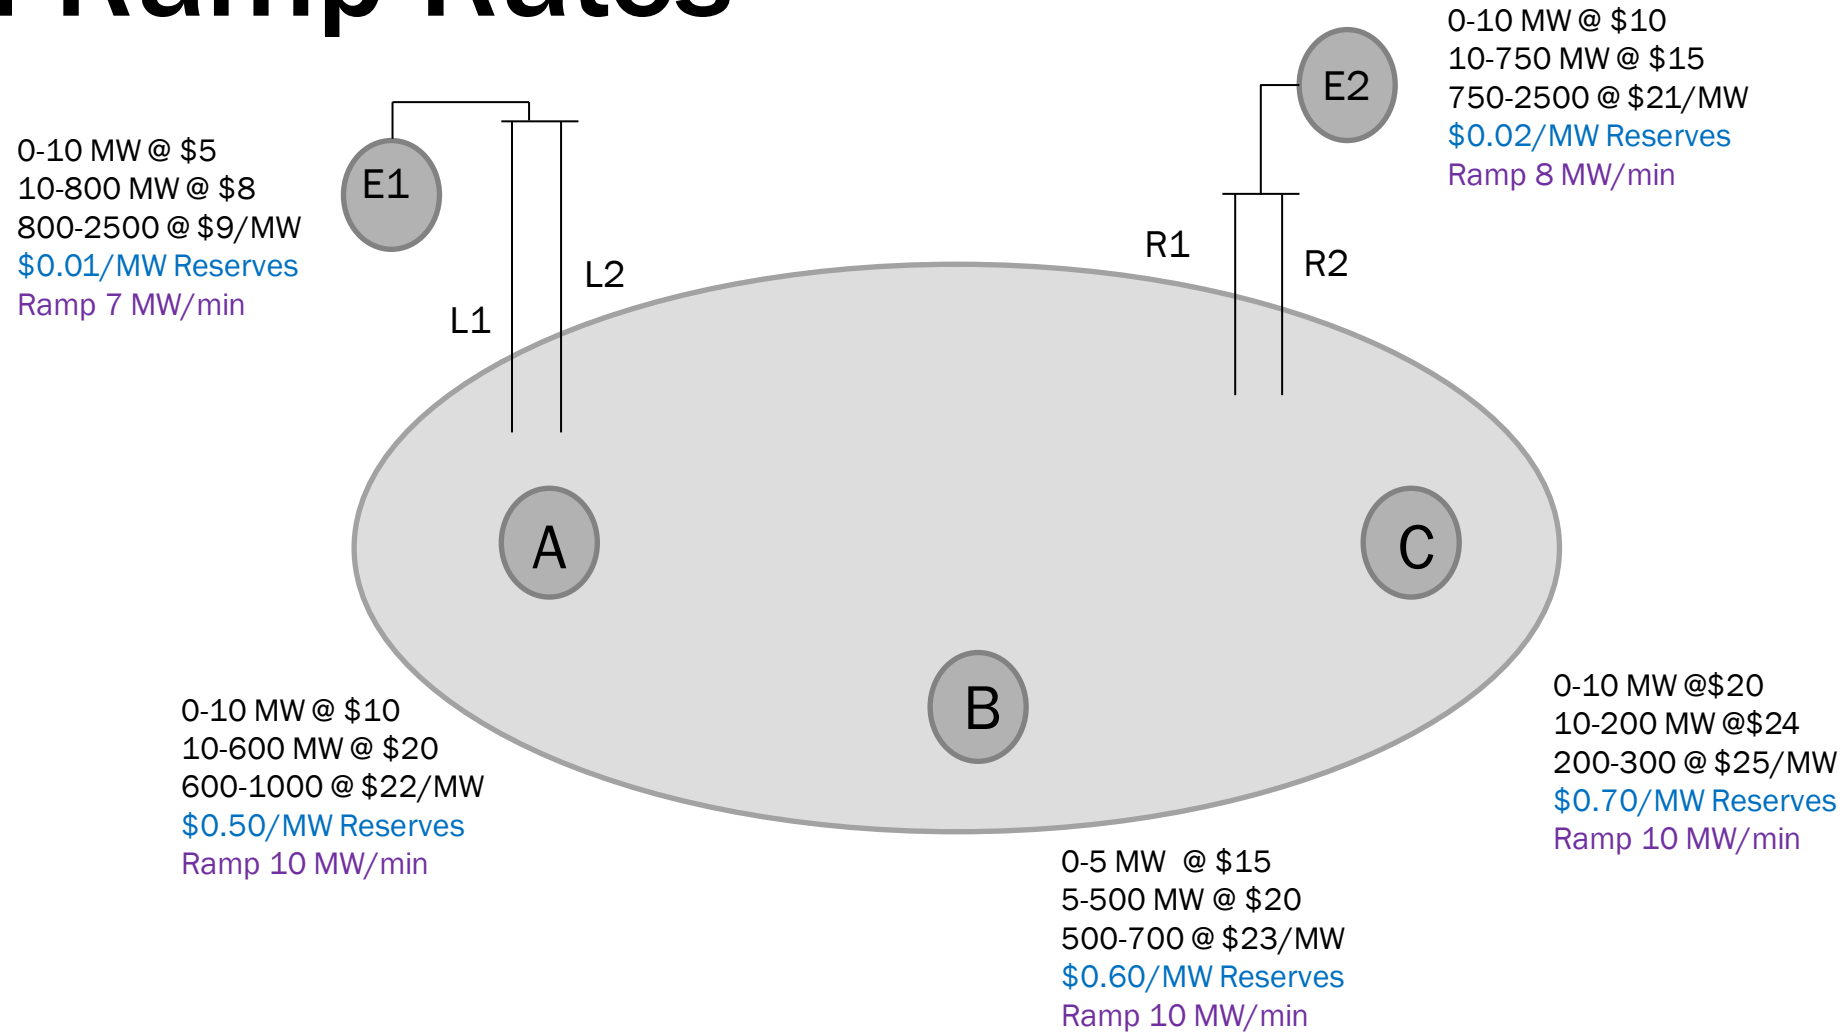 Ramp Rates
0-10 MW @ $10
10-750 MW @ $15
750-2500 @ $21/MW
$0.02/MW Reserves
Ramp 8 MW/min
E2
0-10 MW @ $5
10-800 MW @ $8
800-2500 @ $9/MW
$0.01/MW Reserves
Ramp 7 MW/min
E1
L1
L2
R1
R2
A
B
C
0-10 MW @ $10
10-600 MW @ $20
600-1000 @ $22/MW
$0.50/MW Reserves
Ramp 10 MW/min
0-5 MW @ $15
5-500 MW @ $20
500-700 @ $23/MW
$0.60/MW Reserves
Ramp 10 MW/min
0-10 MW @$20
10-200 MW @$24
200-300 @ $25/MW
$0.70/MW Reserves
Ramp 10 MW/min